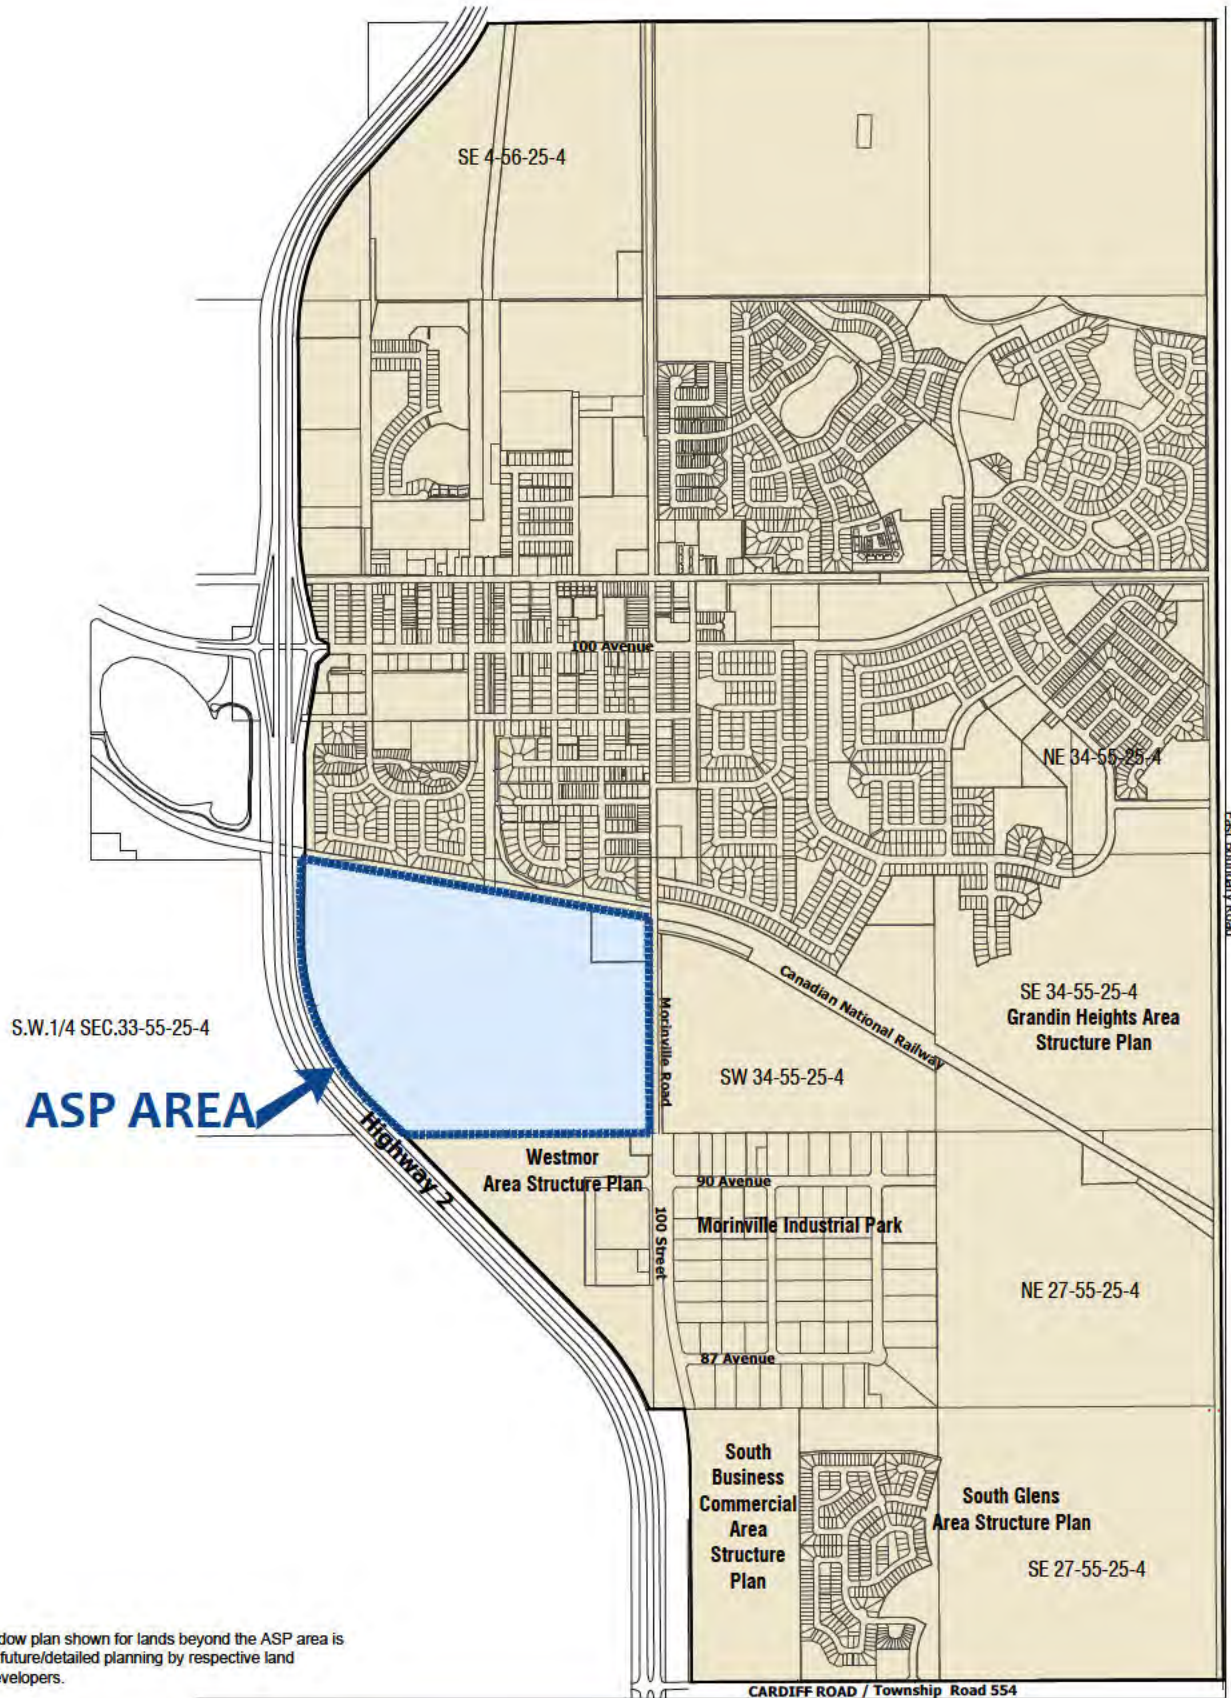 SE 4-56-25-4
100 Avenue
NE 34-55-25-4
East Boundary Road
Canadian National Railway
SE 34-55-25-4
Grandin Heights Area
Structure Plan
S.W.1/4 SEC.33-55-25-4
Morinville Road
SW 34-55-25-4
ASP AREA
Highway 2
Westmor
Area Structure Plan
90 Avenue
100 Street
Morinville Industrial Park
NE 27-55-25-4
87 Avenue
South
Business
Commercial
Area
Structure
Plan
South Glens
Area Structure Plan
SE 27-55-25-4
dow plan shown for lands beyond the ASP area is
future/detailed planning by respective land
evelopers.
CARDIFF ROAD / Township Road 554